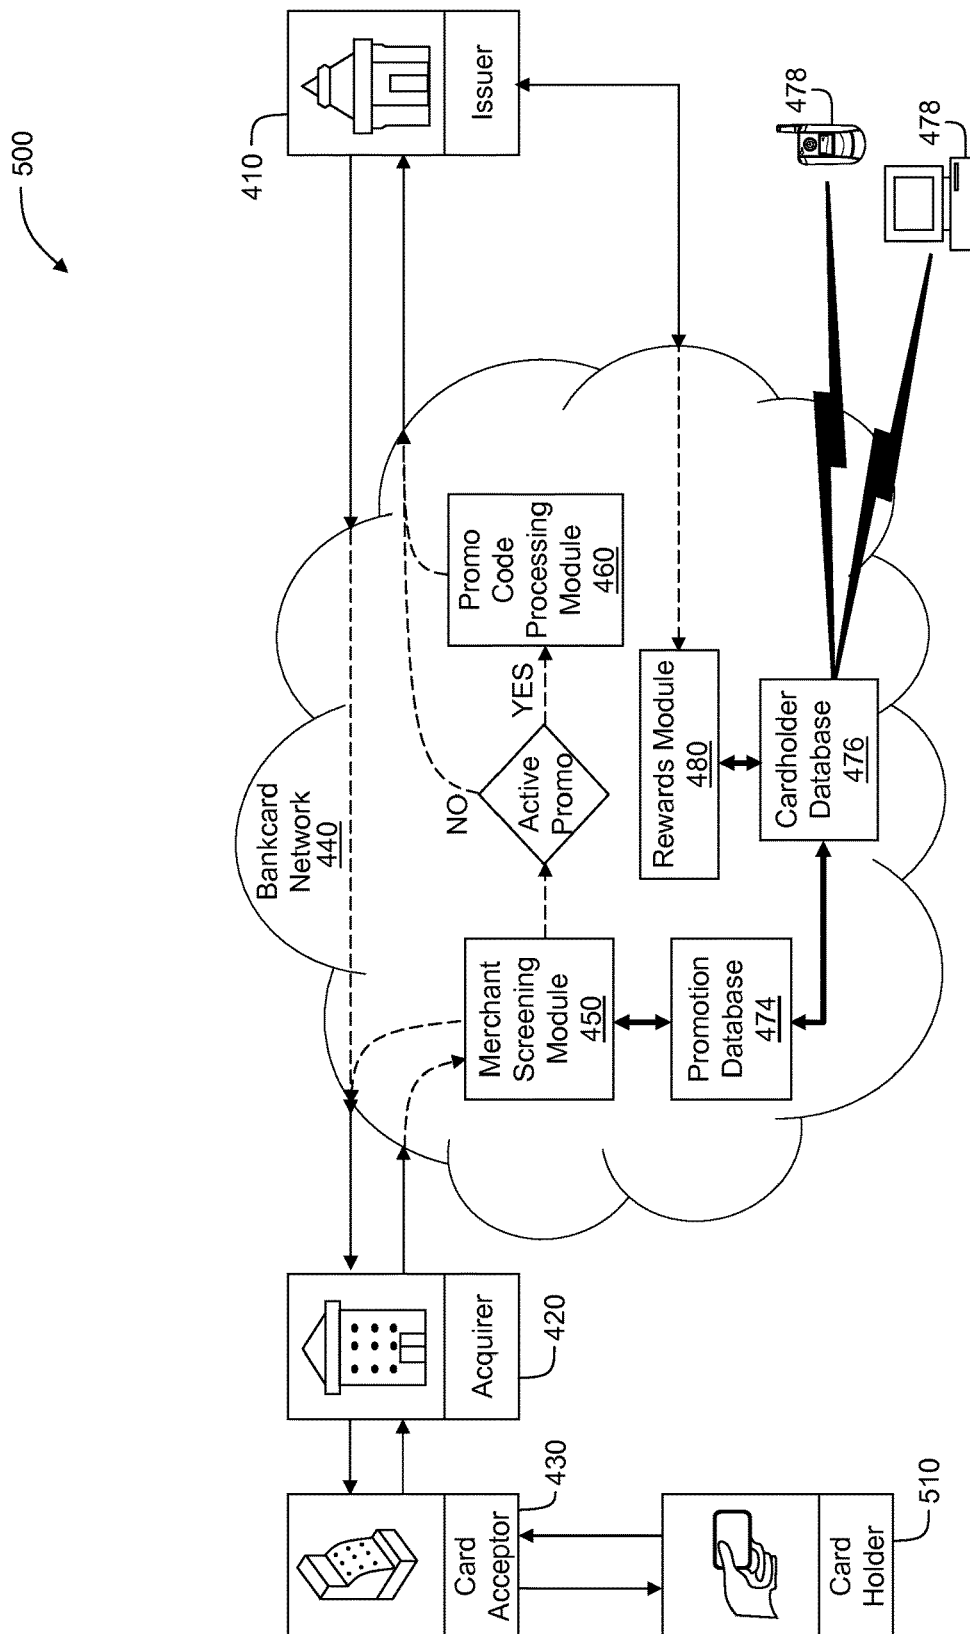 500
410
Issuer
478
478
Bankcard
Network
440
Promo
Code
Processing
Module
460
YES
NO
Active
Promo
Merchant
Screening
Module
450
Rewards Module
480
Promotion
Database
474
Cardholder
Database
476
Acquirer
420
Card
Acceptor
430
Card
Holder
510